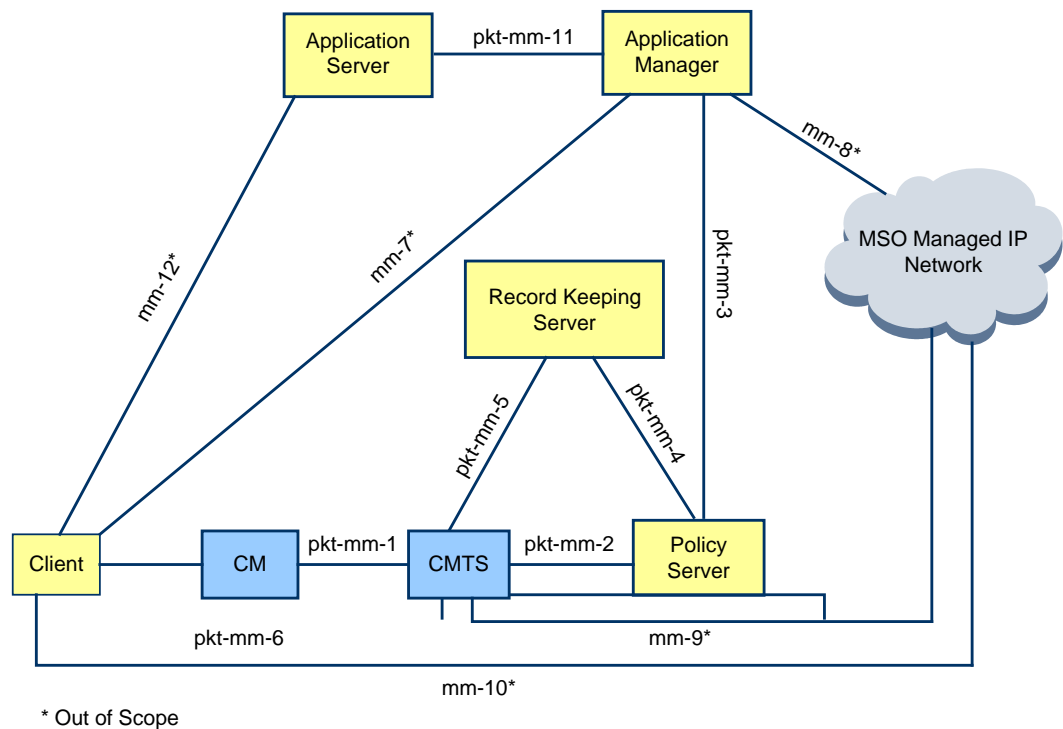 Application
Server
pkt-mm-11
Application
Manager
mm-8*
MSO Managed IP
Network
mm-12*
mm-7*
pkt-mm-3
Record Keeping
Server
pkt-mm-5
pkt-mm-4
Client
CM
pkt-mm-1
CMTS
pkt-mm-2
Policy
Server
pkt-mm-6
mm-9*
mm-10*
* Out of Scope